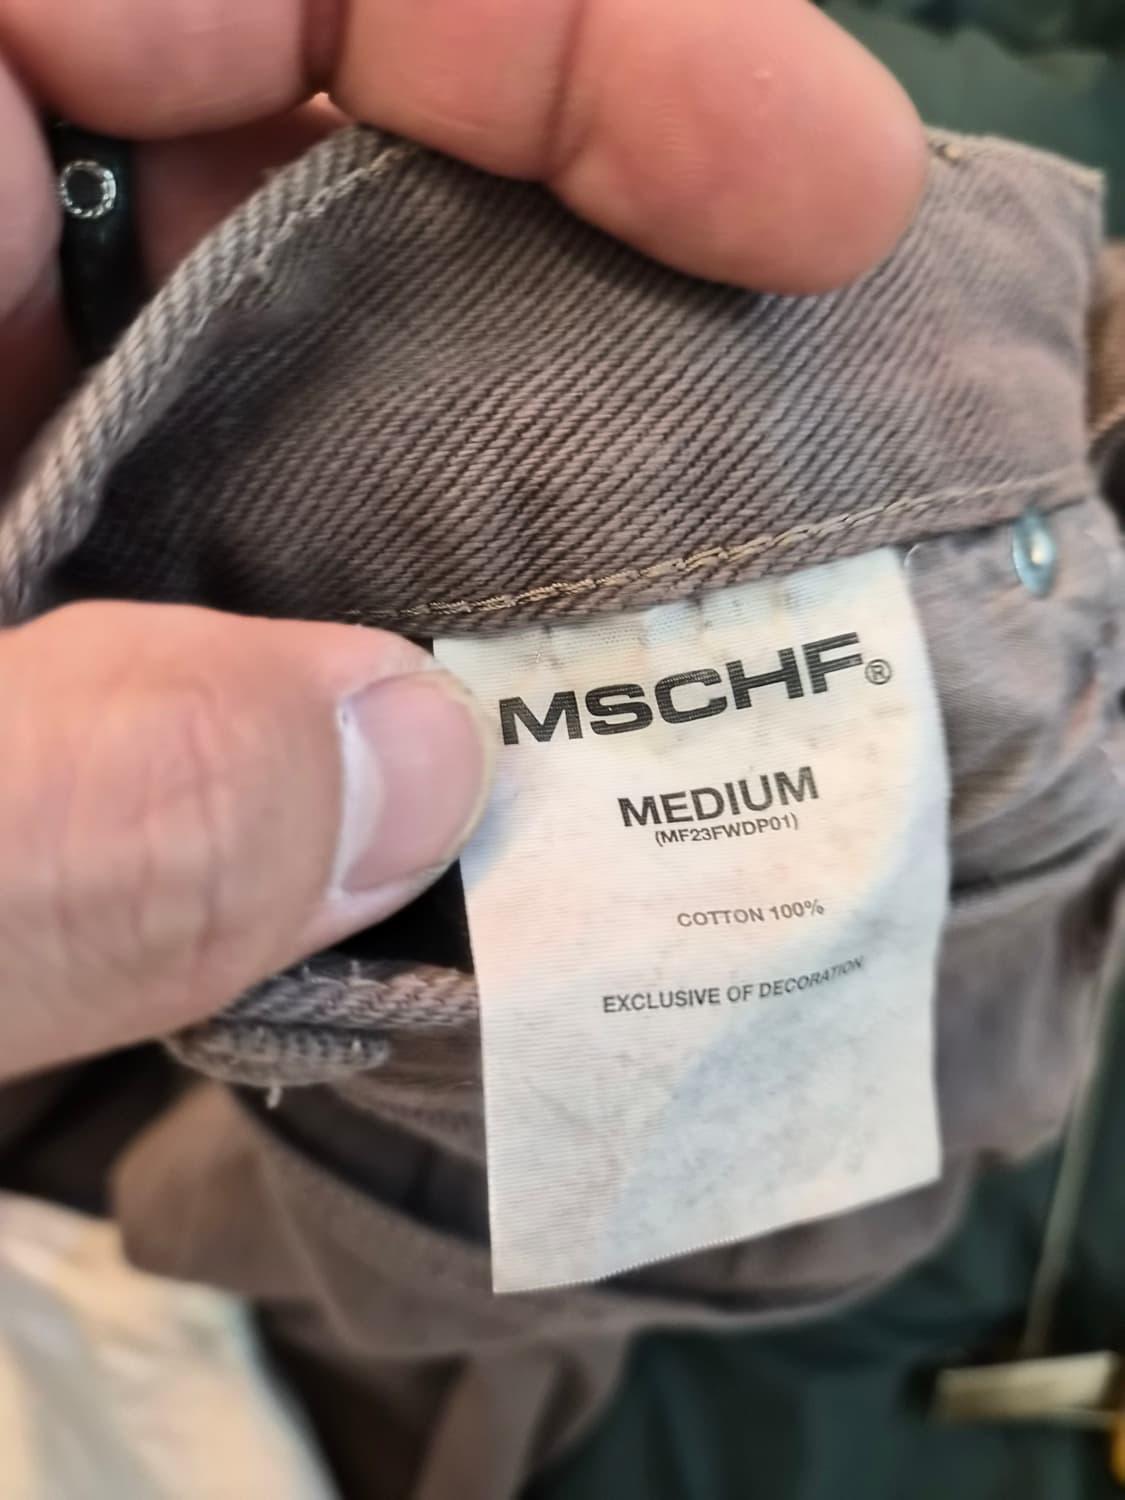 MSCHF®
MEDIUM
(MF23FWDP01)
COTTON 100%
EXCLUSIVE OF DECORATION